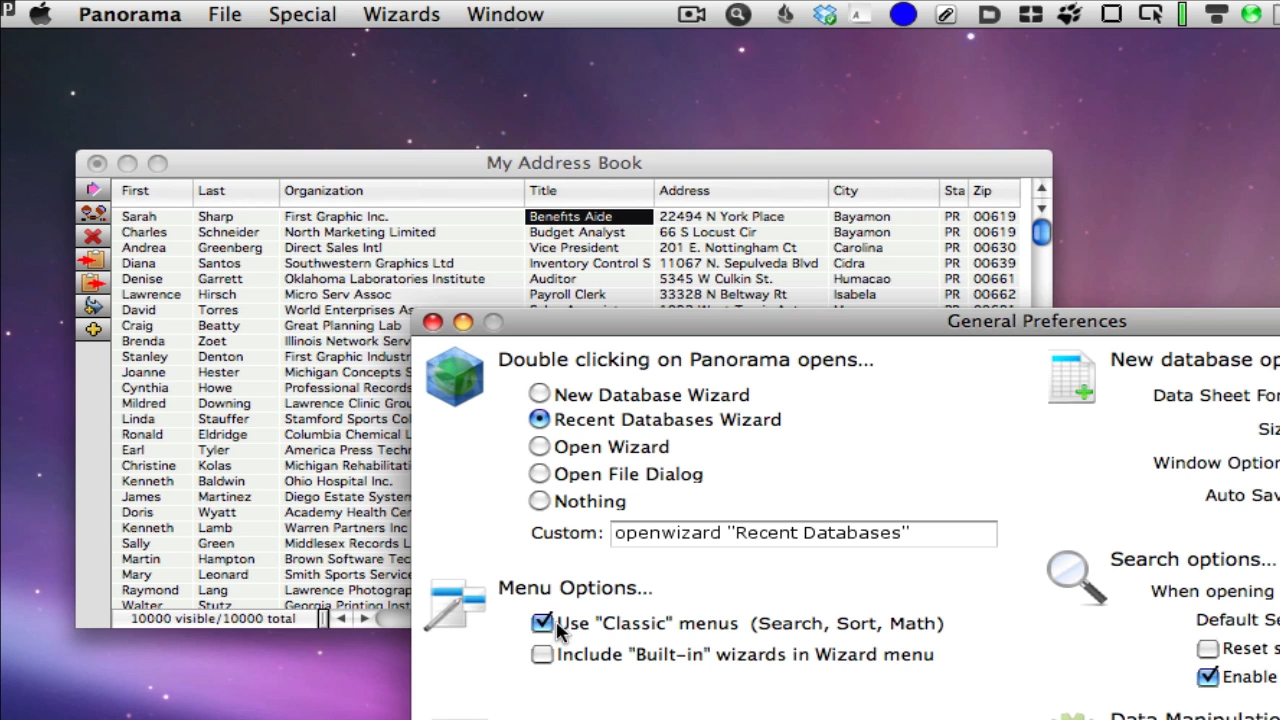 Panorama File Special Wizards Window
My Address Book
First Last Organization Title Address City Sta Zip
Sarah Sharp First Graphic Inc. Benefits Aide 22494 N York Place Bayamon PR 00619
Charles Schneider North Marketing Limited Budget Analyst 66 S Locust Cir Bayamon PR 00619
Andrea Greenberg Direct Sales Intl Vice President 201 E. Nottingham Ct Carolina PR 00630
Diana Santos Southwestern Graphics Ltd Inventory Control S 11067 N. Sepulveda Blvd Cidra PR 00639
Denise Garrett Oklahoma Laboratories Institute Auditor 5345 W Culkin St. Humacao PR 00661
Lawrence Hirsch Micro Serv Assoc Payroll Clerk 33328 N Beltway Rt Isabela PR 00662
David Torres World Enterprises As
Craig Beatty Great Planning Lab
Brenda Zoet Illinois Network Serv
Stanley Denton First Graphic Industr
Joanne Hester Michigan Concepts S
Cynthia Howe Professional Records
Mildred Downing Lawrence Clinic Gro
Linda Stauffer Stamford Sports Co
Ronald Eldridge Columbia Chemical L
Earl Tyler America Press Techn
Christine Kolas Michigan Rehabilitati
Kenneth Baldwin Ohio Hospital Inc.
James Martinez Diego Estate System
Doris Wyatt Academy Health Cen
Kenneth Lamb Warren Partners Inc
Sally Green Middlesex Records L
Martin Hampton Brown Software Tec
Mary Leonard Smith Sports Service
Raymond Lang Lawrence Photograp
Walter Stutz Georgia Printing Inst
10000 visible/10000 total
General Preferences
Double clicking on Panorama opens...
New Database Wizard
Recent Databases Wizard
Open Wizard
Open File Dialog
Nothing
Custom: openwizard "Recent Databases"
Menu Options...
Use "Classic" menus (Search, Sort, Math)
Include "Built-in" wizards in Wizard menu
New database op
Data Sheet For
Siz
Window Option
Auto Sav
Search options...
When opening
Default Se
Reset s
Enable
Data Manipulatio